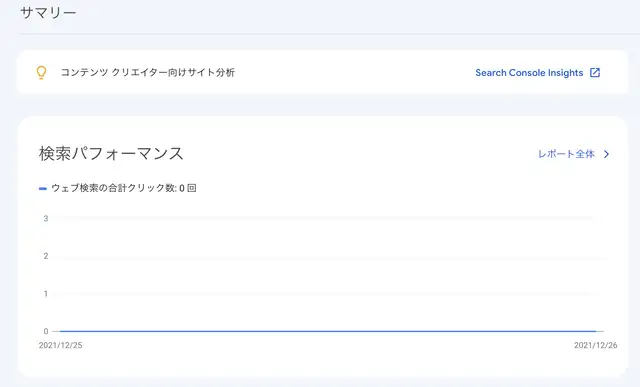 サマリー
コンテンツ クリエイター向けサイト分析 Search Console Insights
検索パフォーマンス レポート全体
ウェブ検索の合計クリック数: 0 回
3
2
1
0
2021/12/25 2021/12/26